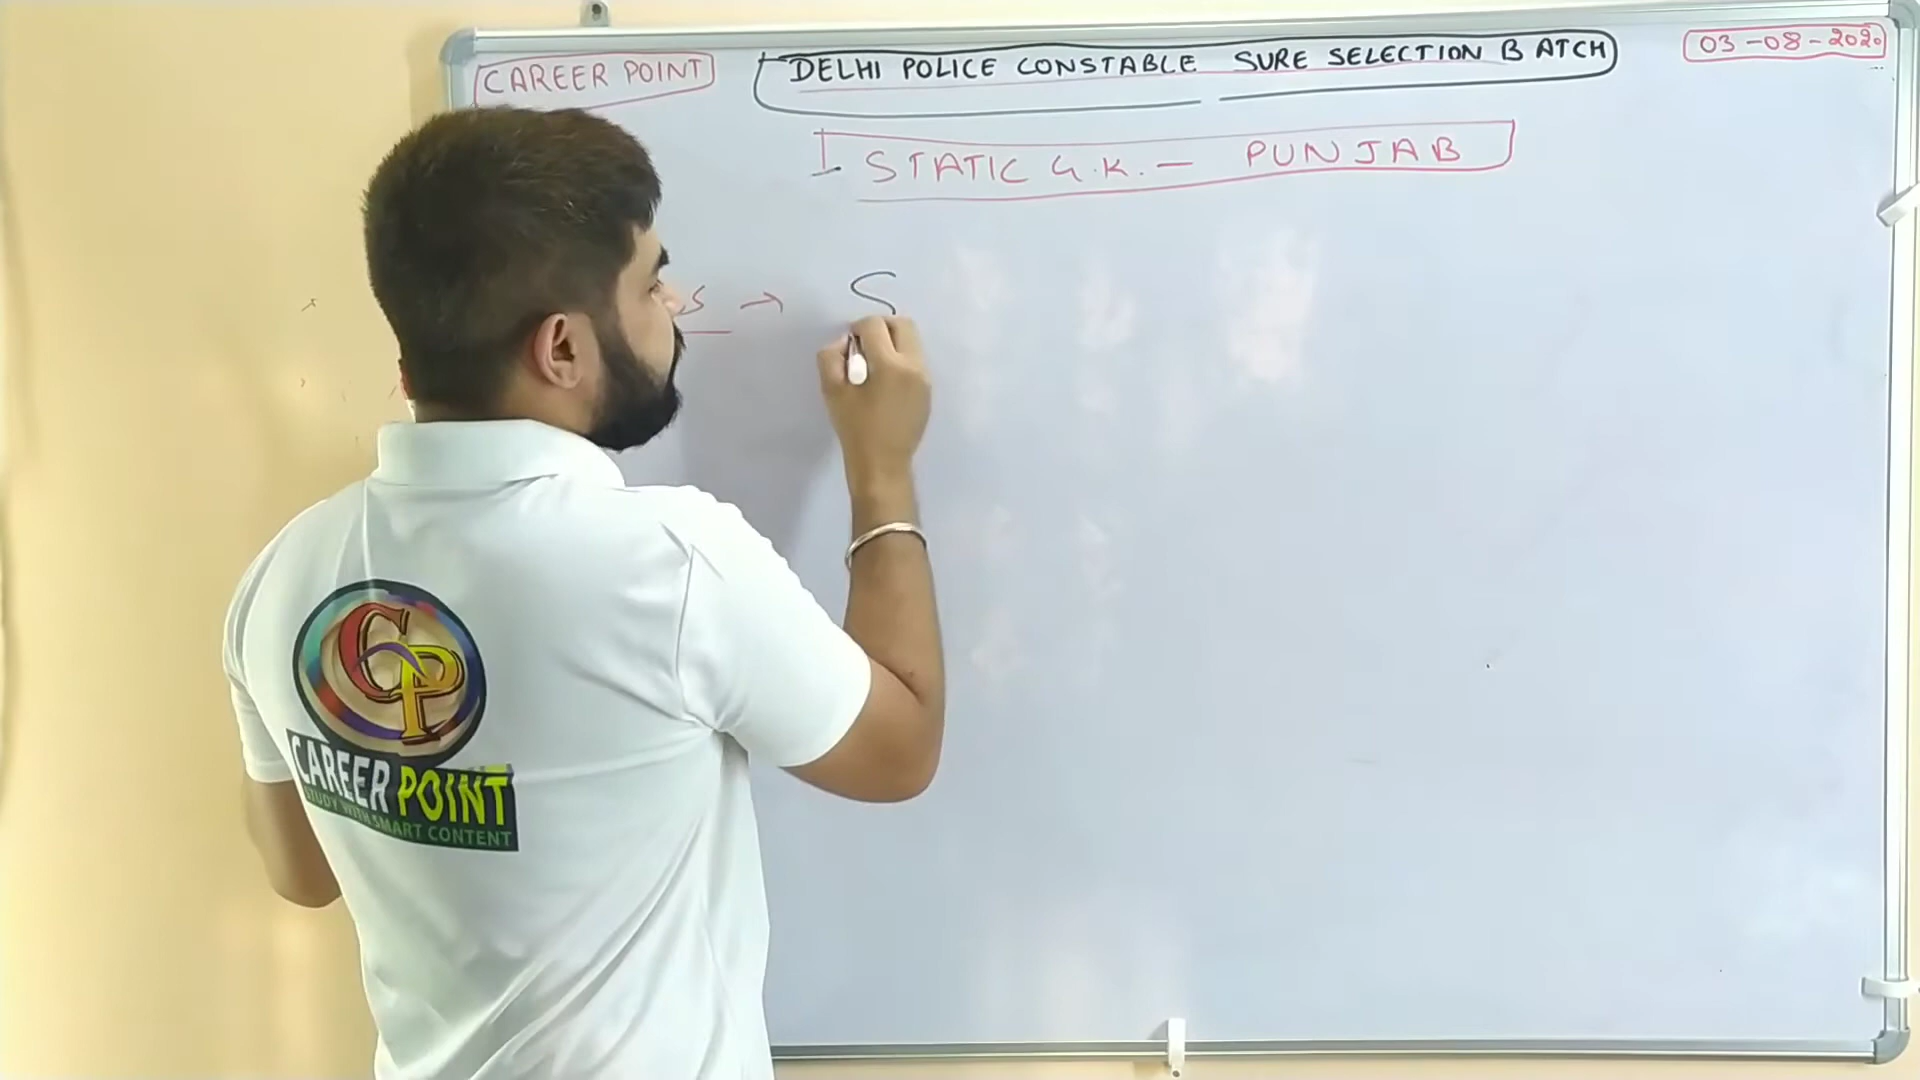 CAREER POINT
DELHI POLICE CONSTABLE SURE SELECTION BATCH
03-08-2020
STATIC G.K. - PUNJAB
s → S
CP
CAREER POINT
STUDY WITH SMART CONTENT